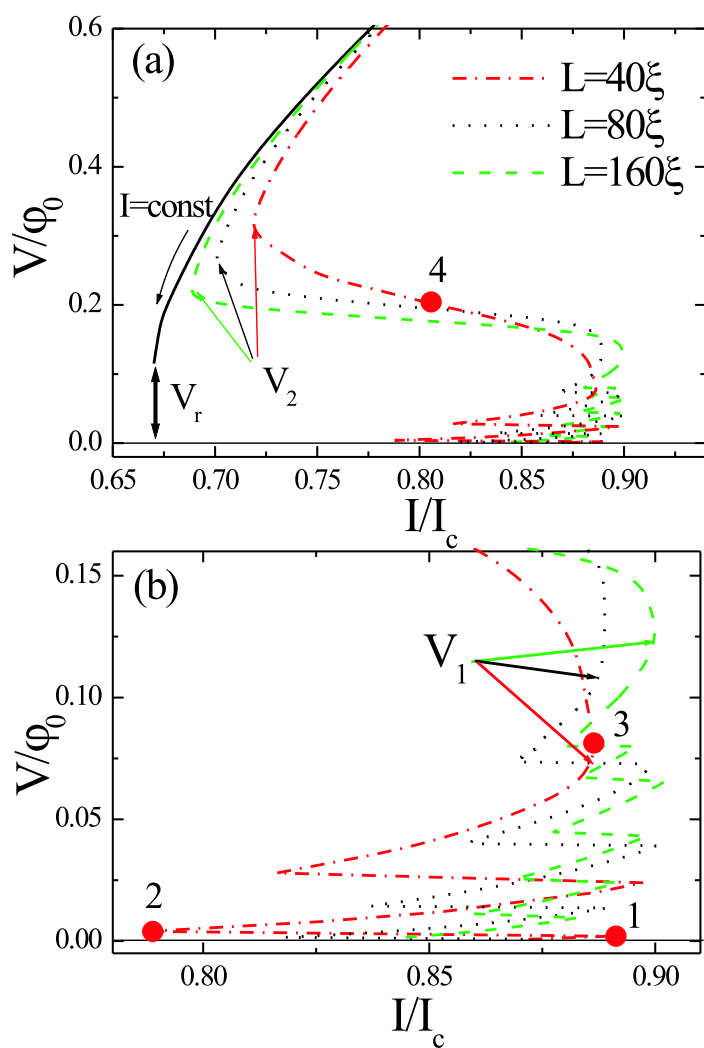 (a)
L=40ξ
L=80ξ
L=160ξ
I=const
4
V₂
Vᵣ
V/φ₀
0.6
0.4
0.2
0.0
0.65 0.70 0.75 0.80 0.85 0.90
I/I_c
(b)
V₁
3
2
1
V/φ₀
0.15
0.10
0.05
0.00
0.80 0.85 0.90
I/I_c